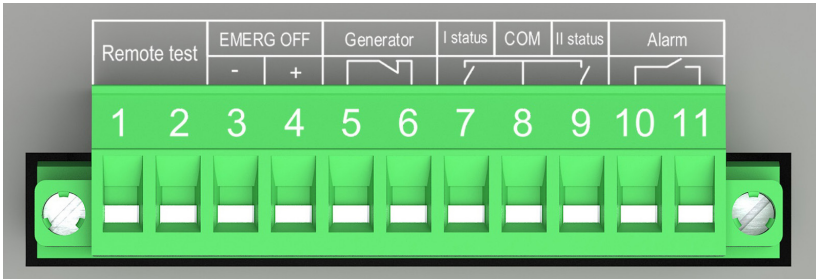 Remote test EMERG OFF Generator I status COM II status Alarm
- +
1 2 3 4 5 6 7 8 9 10 11